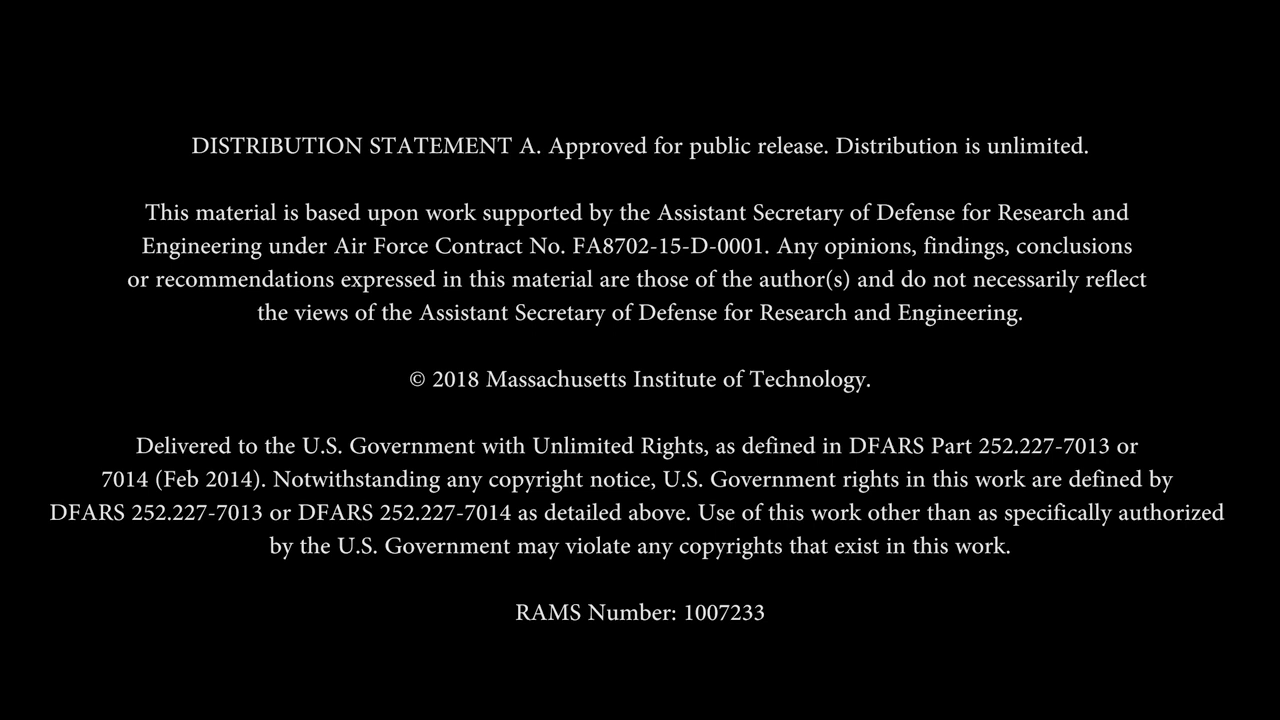 DISTRIBUTION STATEMENT A. Approved for public release. Distribution is unlimited.
This material is based upon work supported by the Assistant Secretary of Defense for Research and
Engineering under Air Force Contract No. FA8702-15-D-0001. Any opinions, findings, conclusions
or recommendations expressed in this material are those of the author(s) and do not necessarily reflect
the views of the Assistant Secretary of Defense for Research and Engineering.
© 2018 Massachusetts Institute of Technology.
Delivered to the U.S. Government with Unlimited Rights, as defined in DFARS Part 252.227-7013 or
7014 (Feb 2014). Notwithstanding any copyright notice, U.S. Government rights in this work are defined by
DFARS 252.227-7013 or DFARS 252.227-7014 as detailed above. Use of this work other than as specifically authorized
by the U.S. Government may violate any copyrights that exist in this work.
RAMS Number: 1007233